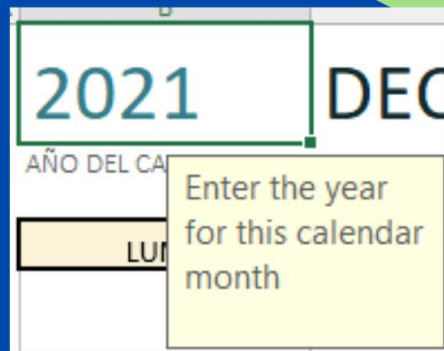 2021 DEC
AÑO DEL CA
Enter the year
for this calendar
month
LUN